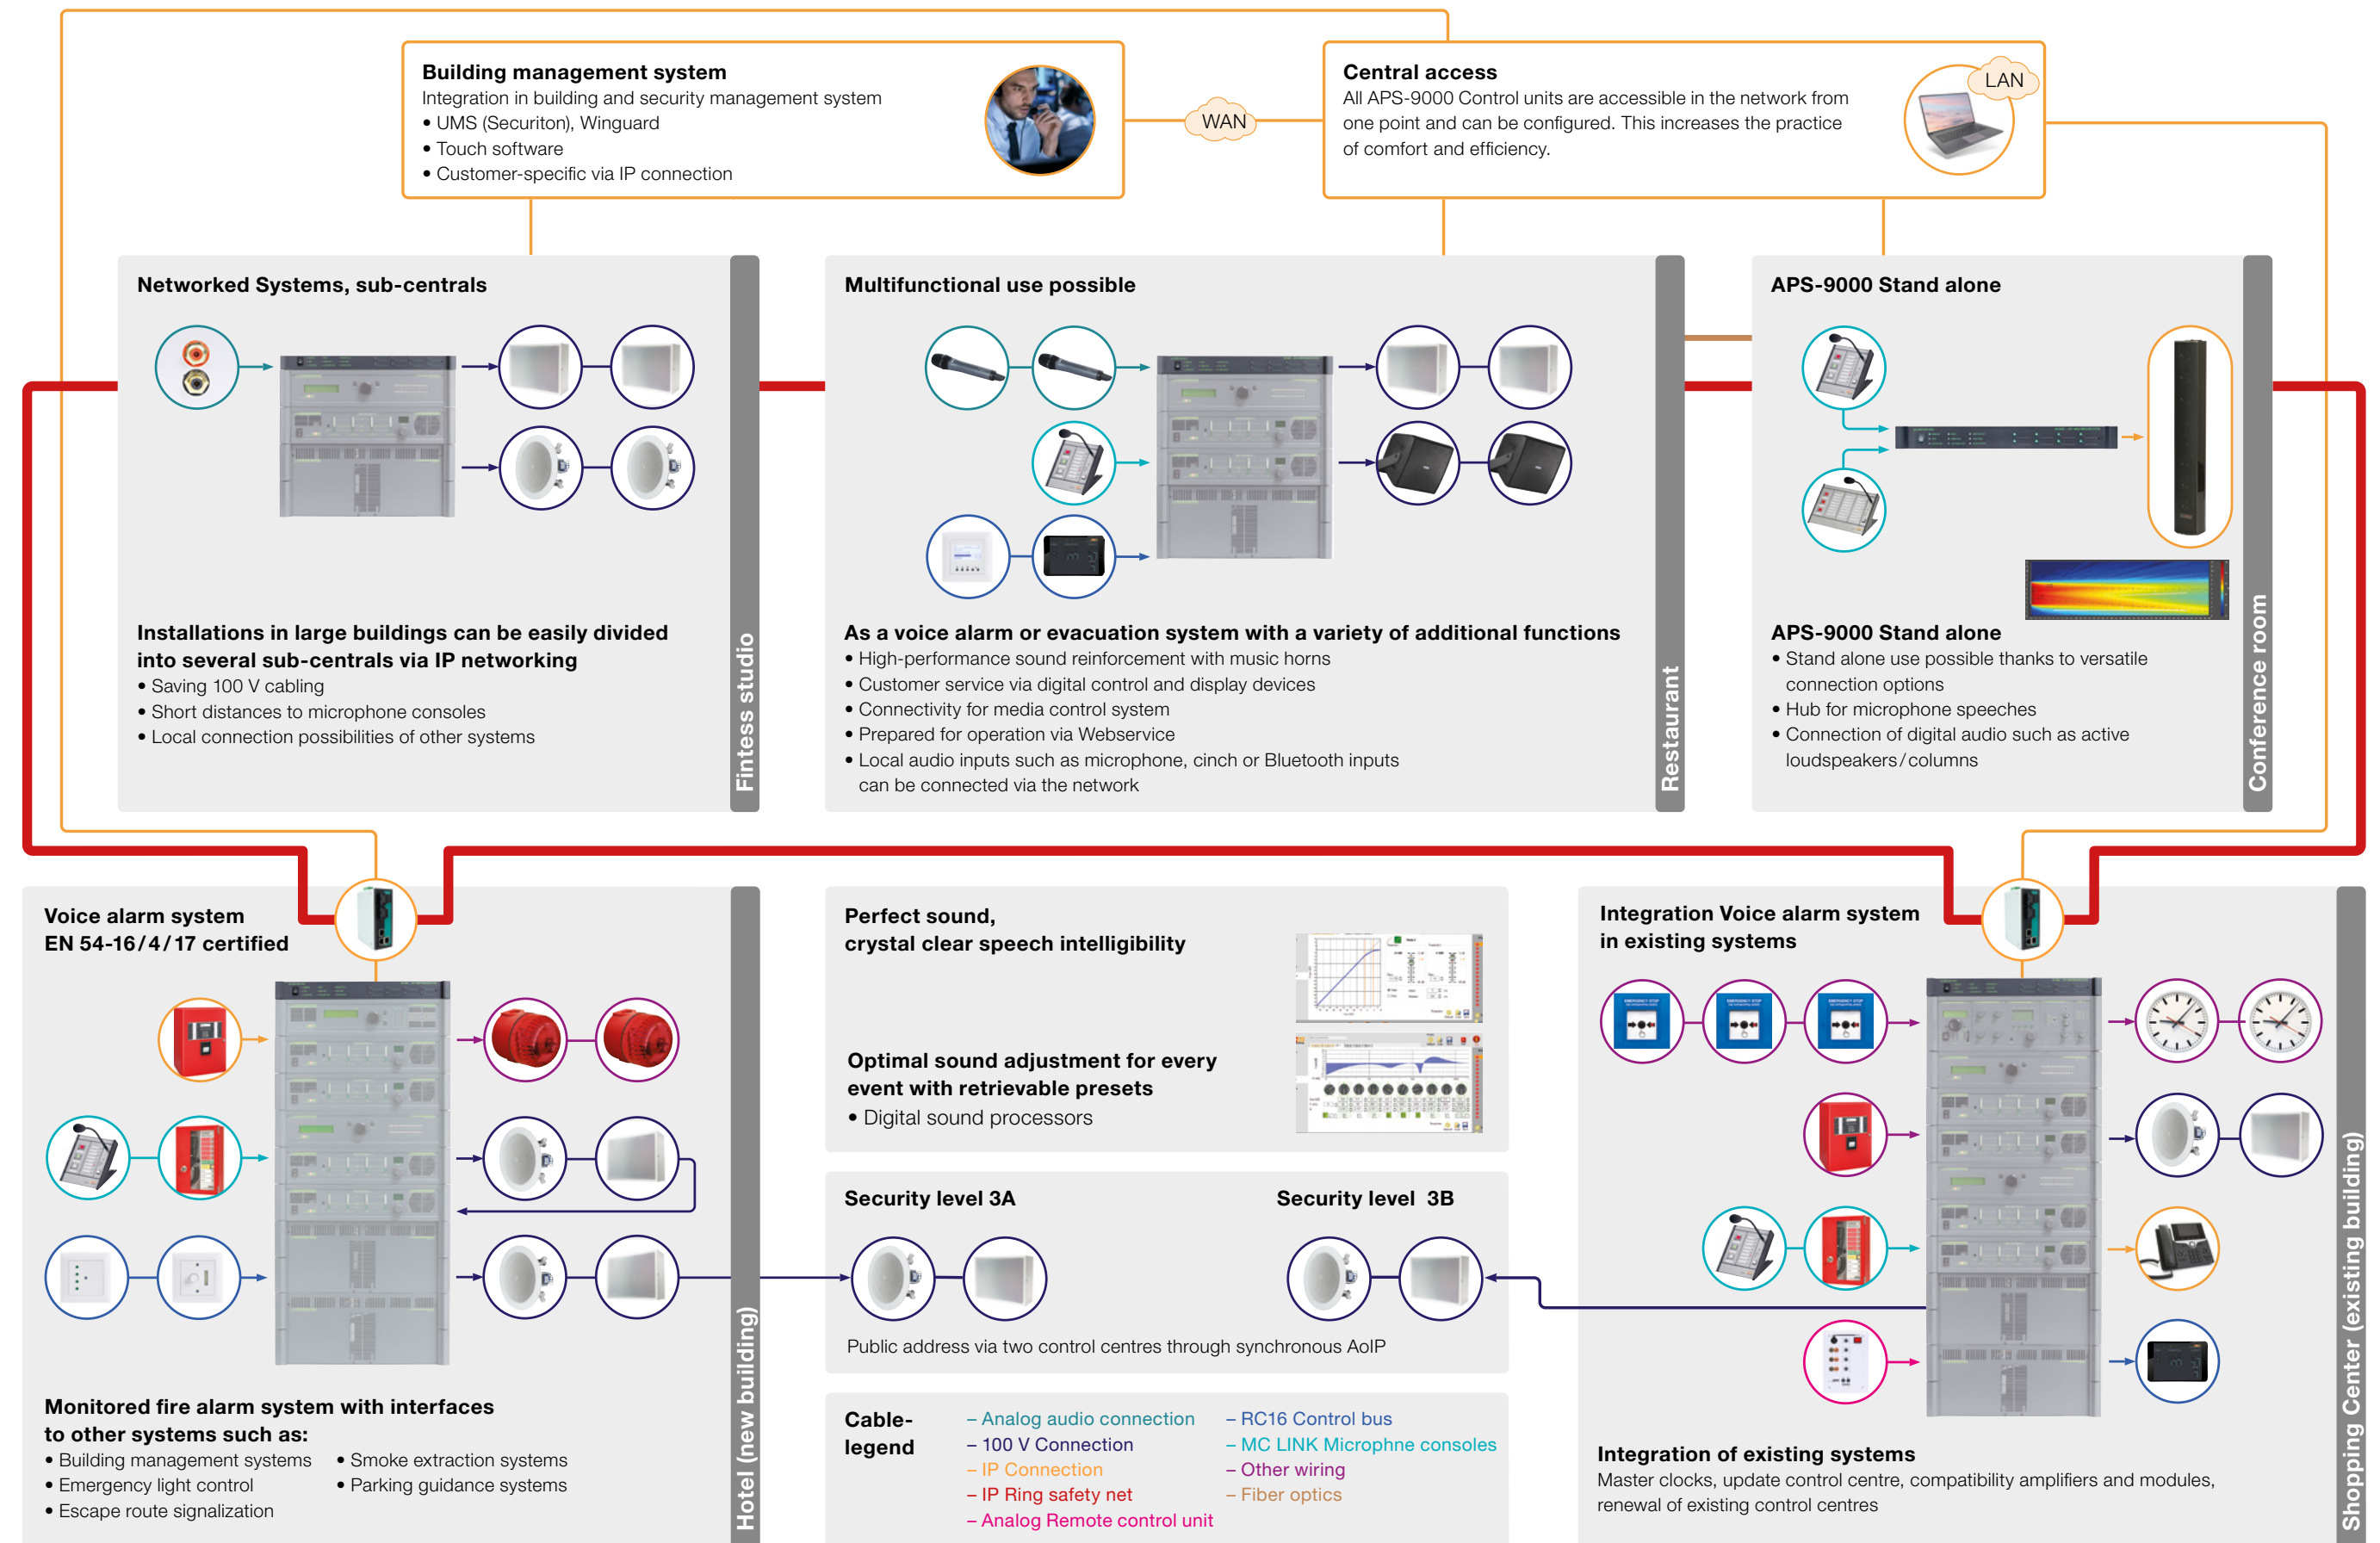 Building management system
Integration in building and security management system
• UMS (Securiton), Winguard
• Touch software
• Customer-specific via IP connection
WAN
Central access
All APS-9000 Control units are accessible in the network from
one point and can be configured. This increases the practice
of comfort and efficiency.
LAN
Networked Systems, sub-centrals
Installations in large buildings can be easily divided
into several sub-centrals via IP networking
• Saving 100 V cabling
• Short distances to microphone consoles
• Local connection possibilities of other systems
Fintess studio
Multifunctional use possible
As a voice alarm or evacuation system with a variety of additional functions
• High-performance sound reinforcement with music horns
• Customer service via digital control and display devices
• Connectivity for media control system
• Prepared for operation via Webservice
• Local audio inputs such as microphone, cinch or Bluetooth inputs
can be connected via the network
Restaurant
APS-9000 Stand alone
APS-9000 Stand alone
• Stand alone use possible thanks to versatile
connection options
• Hub for microphone speeches
• Connection of digital audio such as active
loudspeakers/columns
Conference room
Voice alarm system
EN 54-16/4/17 certified
Monitored fire alarm system with interfaces
to other systems such as:
• Building management systems
• Emergency light control
• Escape route signalization
• Smoke extraction systems
• Parking guidance systems
Hotel (new building)
Perfect sound,
crystal clear speech intelligibility
Optimal sound adjustment for every
event with retrievable presets
• Digital sound processors
Security level 3A
Security level 3B
Public address via two control centres through synchronous AoIP
Cable-
legend
– Analog audio connection
– 100 V Connection
– IP Connection
– IP Ring safety net
– Analog Remote control unit
– RC16 Control bus
– MC LINK Microphne consoles
– Other wiring
– Fiber optics
Integration Voice alarm system
in existing systems
EMERGENCY STOP
EMERGENCY STOP
EMERGENCY STOP
Integration of existing systems
Master clocks, update control centre, compatibility amplifiers and modules,
renewal of existing control centres
Shopping Center (existing building)